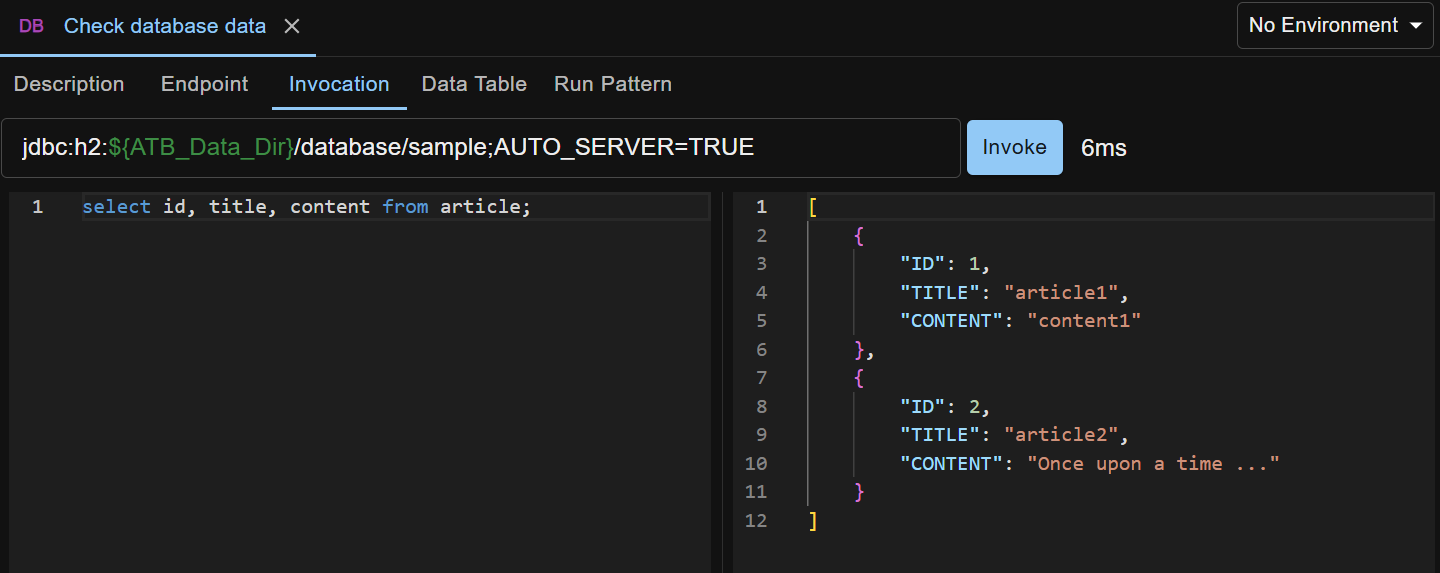 DB Check database data ×
No Environment
Description Endpoint Invocation Data Table Run Pattern
jdbc:h2:${ATB_Data_Dir}/database/sample;AUTO_SERVER=TRUE Invoke 6ms
1 select id, title, content from article;
1 [
2 {
3 "ID": 1,
4 "TITLE": "article1",
5 "CONTENT": "content1"
6 },
7 {
8 "ID": 2,
9 "TITLE": "article2",
10 "CONTENT": "Once upon a time ..."
11 }
12 ]